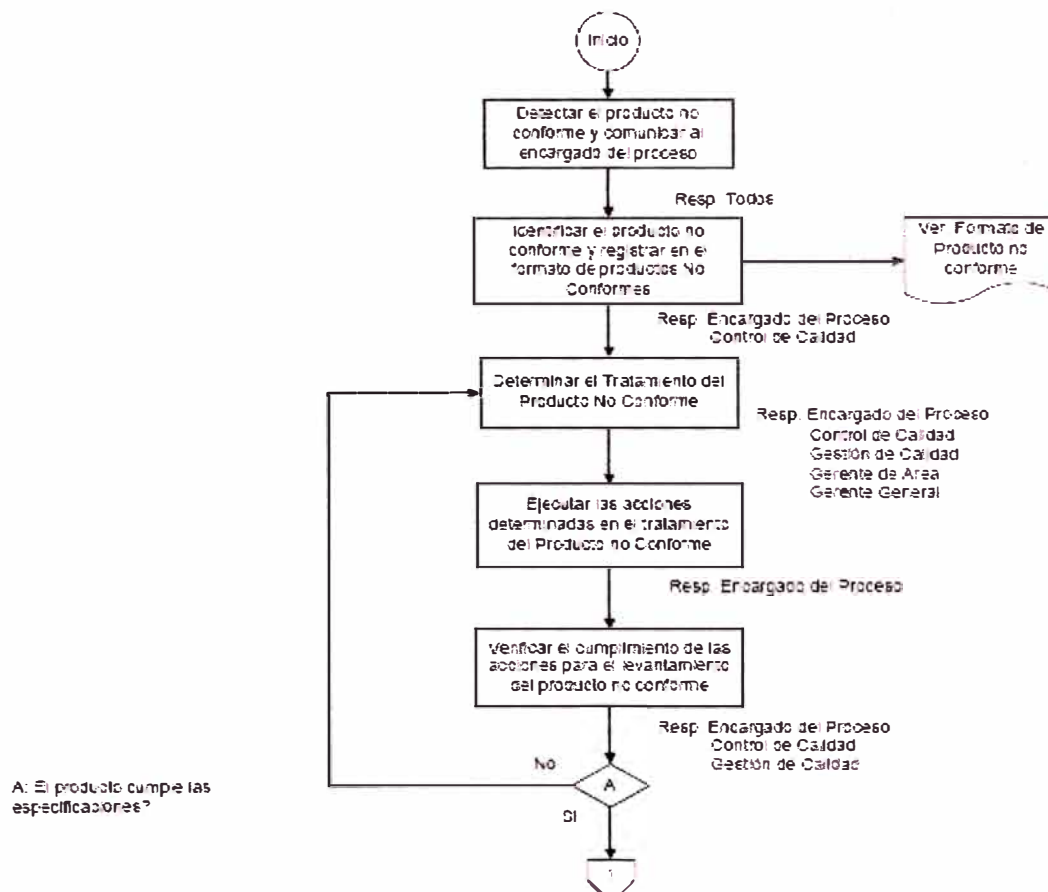 Inicio
Detectar el producto no
conforme y comunicar al
encargado del proceso
Resp. Todos
Identificar el producto no
conforme y registrar en el
formato de productos No
Conformes
Ver. Formato de
Producto no
conforme
Resp. Encargado del Proceso
Control de Calidad
Determinar el Tratamiento del
Producto No Conforme
Resp. Encargado del Proceso
Control de Calidad
Gestión de Calidad
Gerente de Area
Gerente General
Ejecutar las acciones
determinadas en el tratamiento
del Producto no Conforme
Resp. Encargado del Proceso
Verificar el cumplimiento de las
acciones para el levantamiento
del producto no conforme
Resp. Encargado del Proceso
Control de Calidad
Gestión de Calidad
No
A
A: El producto cumple las
especificaciones?
Si
1